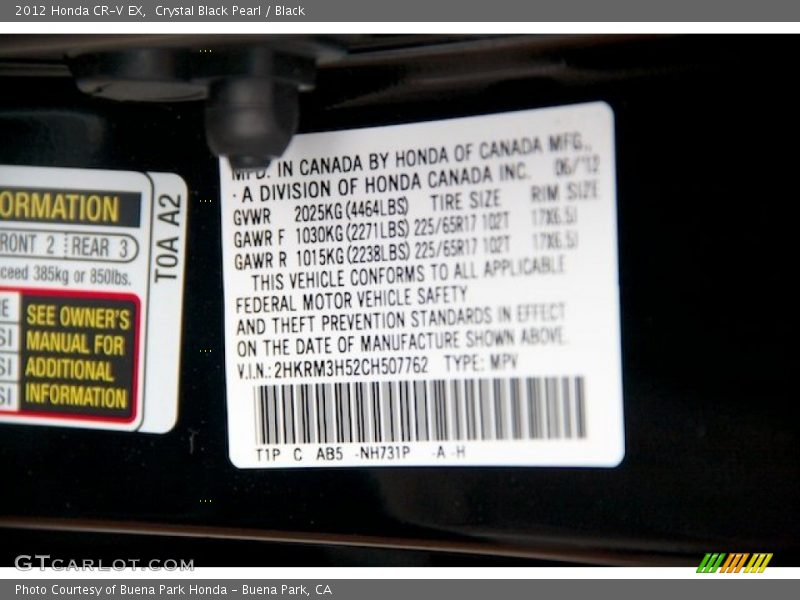 2012 Honda CR-V EX, Crystal Black Pearl / Black
ORMATION
RONT 2 REAR 3
ceed 385kg or 850lbs.
SEE OWNER'S
MANUAL FOR
ADDITIONAL
INFORMATION
T0A A2
MFD. IN CANADA BY HONDA OF CANADA MFG.,
·A DIVISION OF HONDA CANADA INC. 06/'12
GVWR 2025KG(4464LBS) TIRE SIZE RIM SIZE
GAWR F 1030KG(2271LBS) 225/65R17 102T 17X6.5J
GAWR R 1015KG(2238LBS) 225/65R17 102T 17X6.5J
THIS VEHICLE CONFORMS TO ALL APPLICABLE
FEDERAL MOTOR VEHICLE SAFETY
AND THEFT PREVENTION STANDARDS IN EFFECT
ON THE DATE OF MANUFACTURE SHOWN ABOVE.
V.I.N.: 2HKRM3H52CH507762 TYPE: MPV
T1P C AB5 -NH731P -A -H
GTCARLOT.COM
Photo Courtesy of Buena Park Honda - Buena Park, CA